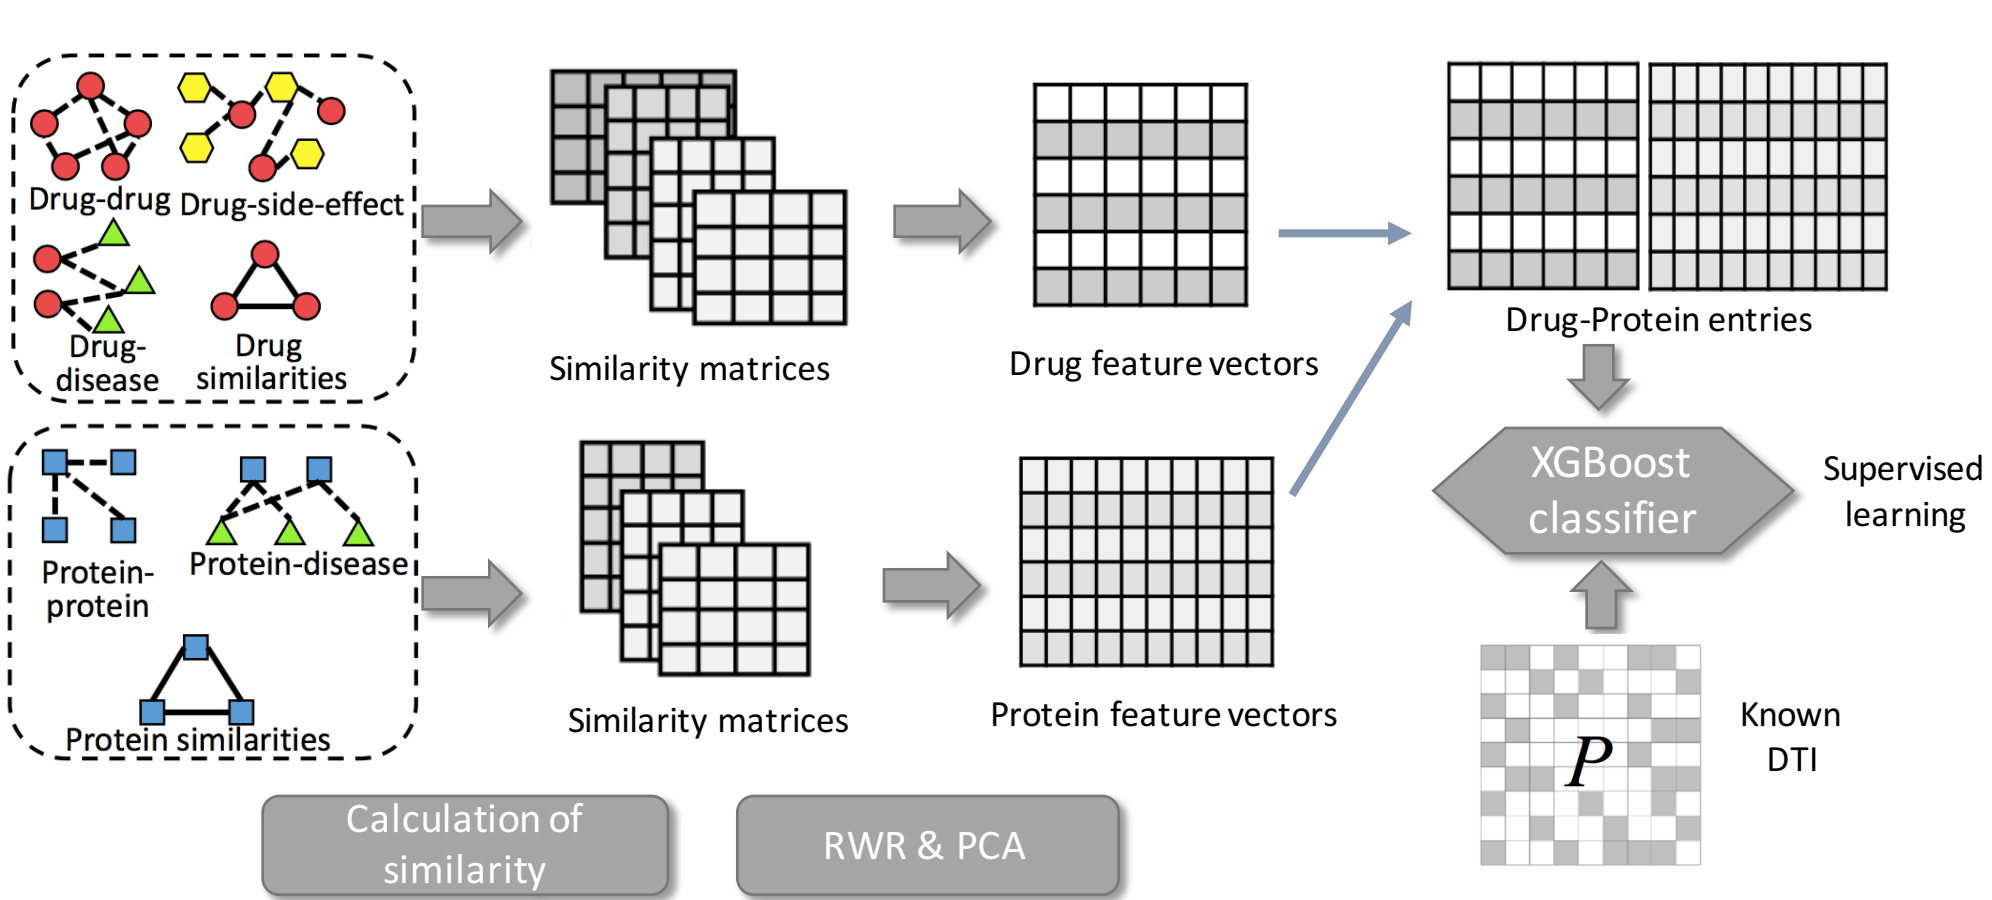 Drug-drug
Drug-side-effect
Drug-
disease
Drug
similarities
Similarity matrices
Drug feature vectors
Drug-Protein entries
XGBoost
classifier
Supervised
learning
Protein-
protein
Protein-disease
Protein similarities
Similarity matrices
Protein feature vectors
P
Known
DTI
Calculation of
similarity
RWR & PCA